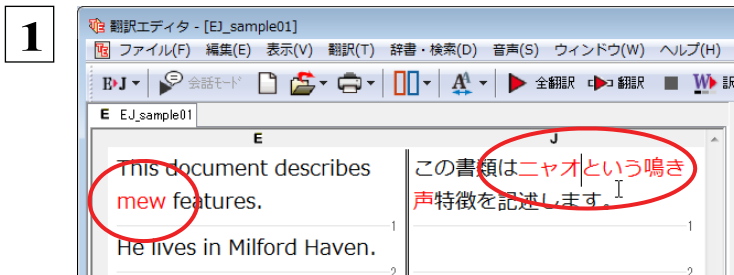 1
翻訳エディタ - [EJ_sample01]
ファイル(F) 編集(E) 表示(V) 翻訳(T) 辞書・検索(D) 音声(S) ウィンドウ(W) ヘルプ(H)
E▸J 会話モード 全翻訳 翻訳 訳
E EJ_sample01
E J
This document describes
mew features.
1
この書類はニャオという鳴き
声特徴を記述します。
1
He lives in Milford Haven.
2
2